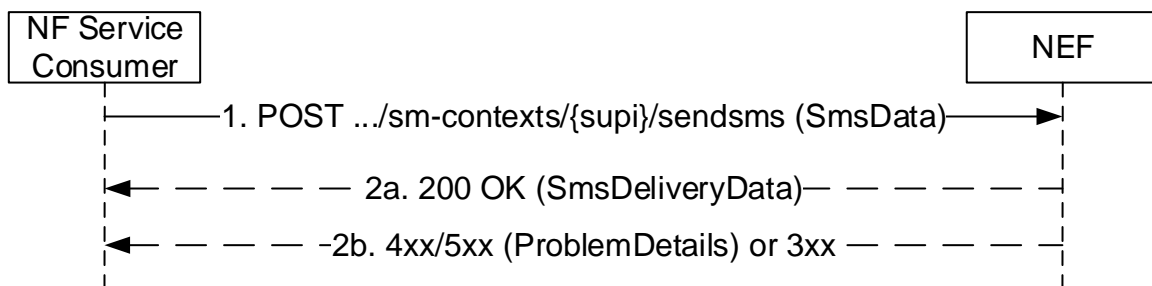 NF Service
Consumer
NEF
1. POST .../sm-contexts/{supi}/sendsms (SmsData)
2a. 200 OK (SmsDeliveryData)
2b. 4xx/5xx (ProblemDetails) or 3xx